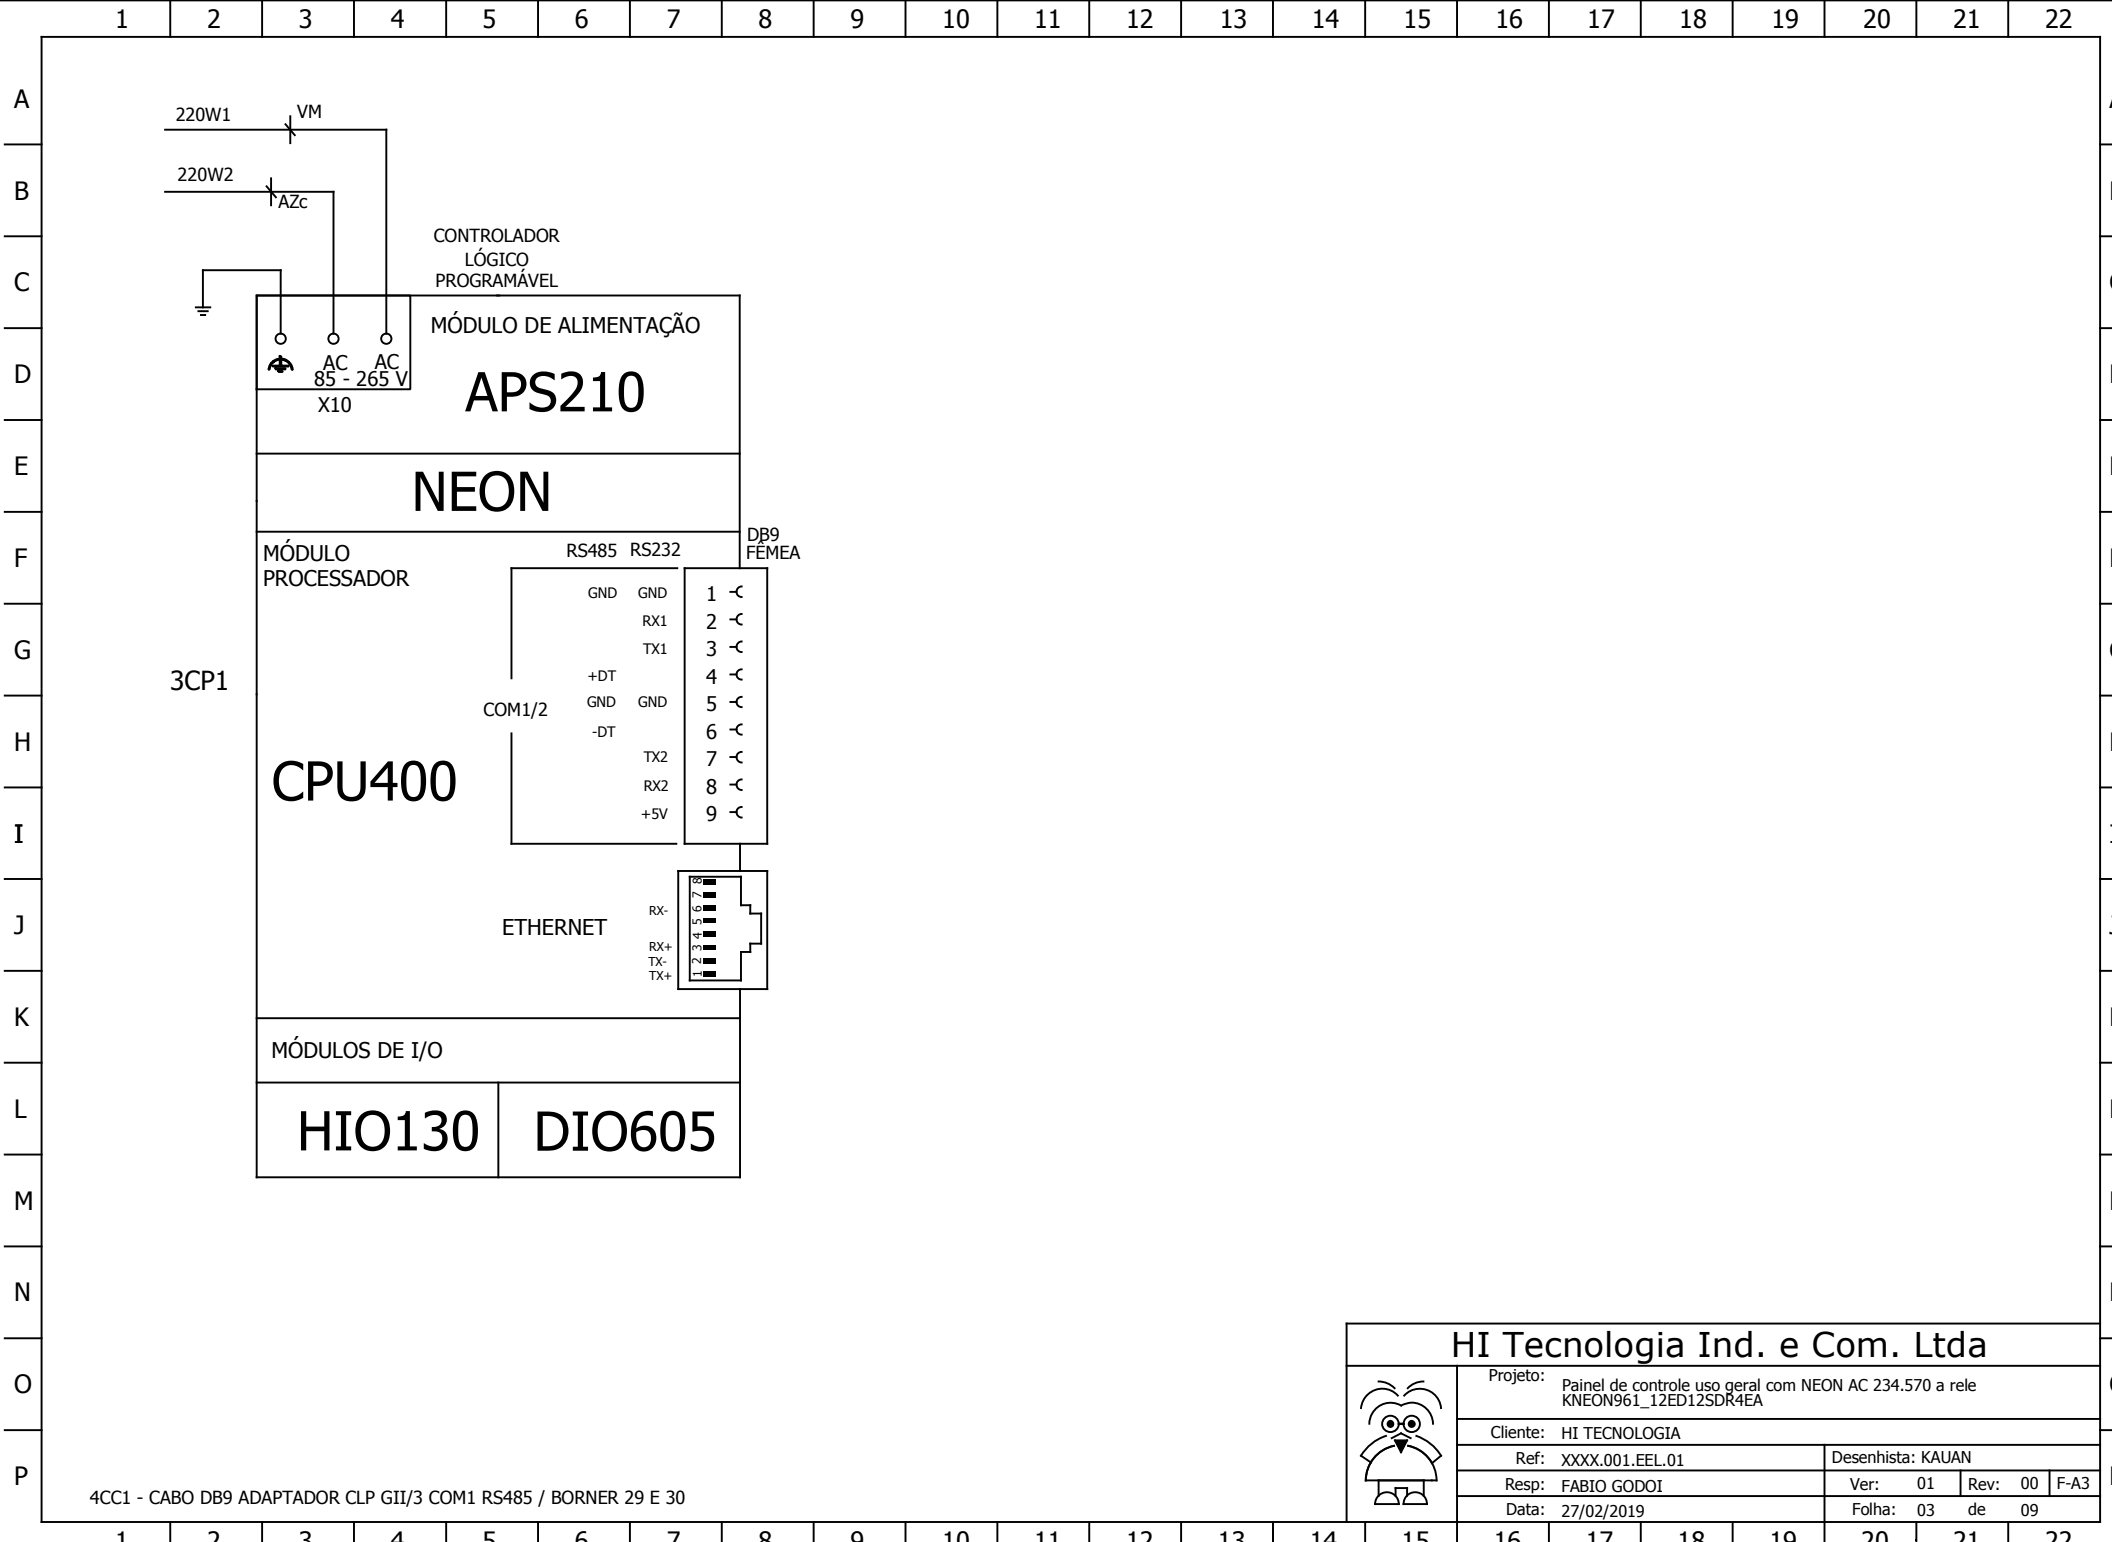 1 2 3 4 5 6 7 8 9 10 11 12 13 14 15 16 17 18 19 20 21 22
A
B
C
D
E
F
G
H
I
J
K
L
M
N
O
P
220W1
VM
220W2
AZc
CONTROLADOR
LÓGICO
PROGRAMÁVEL
MÓDULO DE ALIMENTAÇÃO
APS210
AC AC
85 - 265 V
X10
NEON
MÓDULO
PROCESSADOR
RS485 RS232
DB9
FÊMEA
GND GND 1
RX1 2
TX1 3
+DT 4
GND GND 5
-DT 6
TX2 7
RX2 8
+5V 9
COM1/2
3CP1
CPU400
ETHERNET
RX-
RX+
TX-
TX+
1 2 3 4 5 6 7 8
MÓDULOS DE I/O
HIO130 DIO605
4CC1 - CABO DB9 ADAPTADOR CLP GII/3 COM1 RS485 / BORNER 29 E 30
HI Tecnologia Ind. e Com. Ltda
Projeto: Painel de controle uso geral com NEON AC 234.570 a rele
KNEON961_12ED12SDR4EA
Cliente: HI TECNOLOGIA
Ref: XXXX.001.EEL.01 Desenhista: KAUAN
Resp: FABIO GODOI Ver: 01 Rev: 00 F-A3
Data: 27/02/2019 Folha: 03 de 09
1 2 3 4 5 6 7 8 9 10 11 12 13 14 15 16 17 18 19 20 21 22